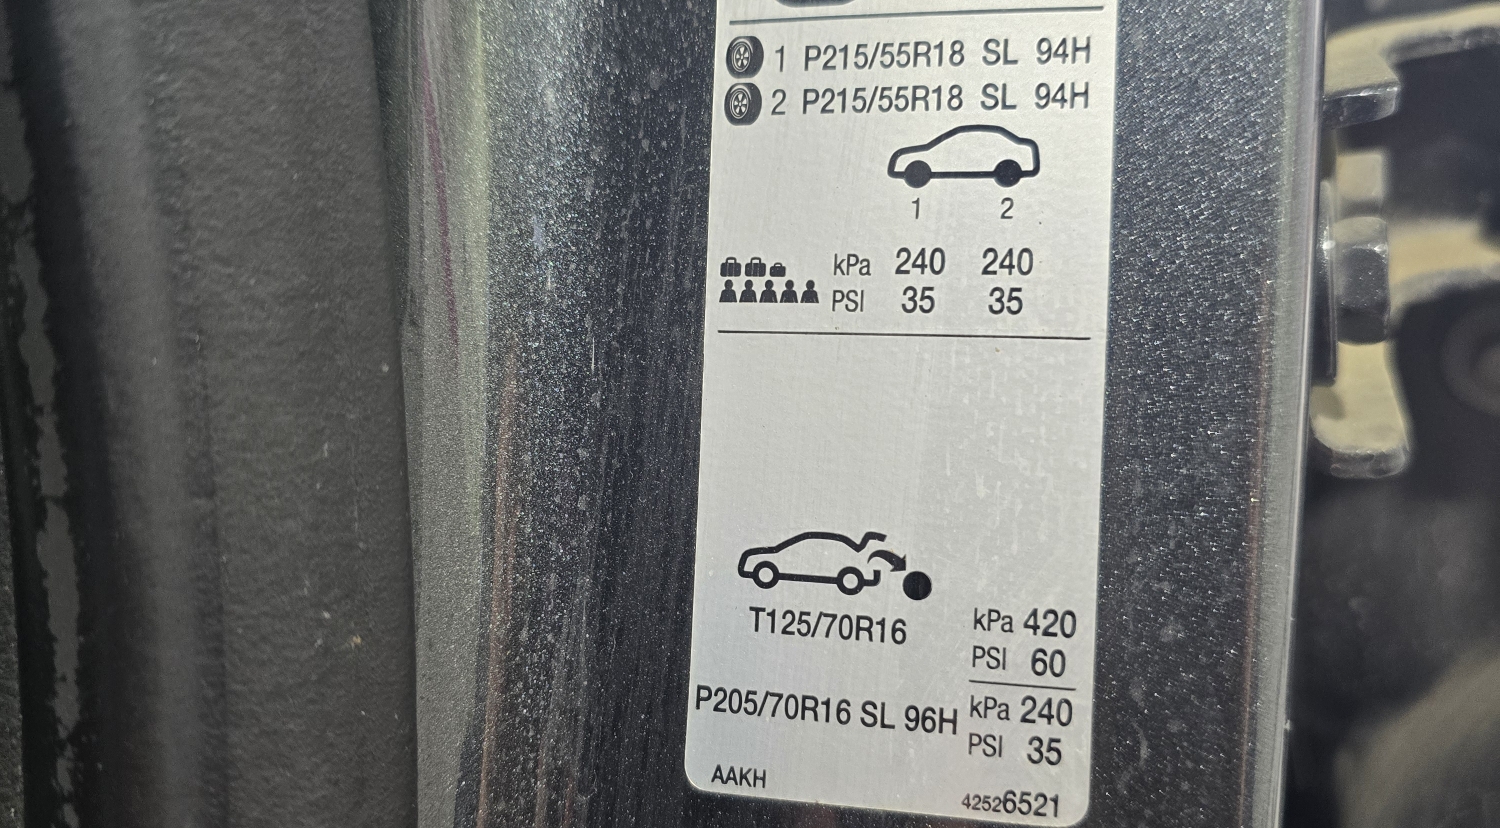 1 P215/55R18 SL 94H
2 P215/55R18 SL 94H
1 2
kPa 240 240
PSI 35 35
T125/70R16
kPa 420
PSI 60
P205/70R16 SL 96H
kPa 240
PSI 35
AAKH
42526521